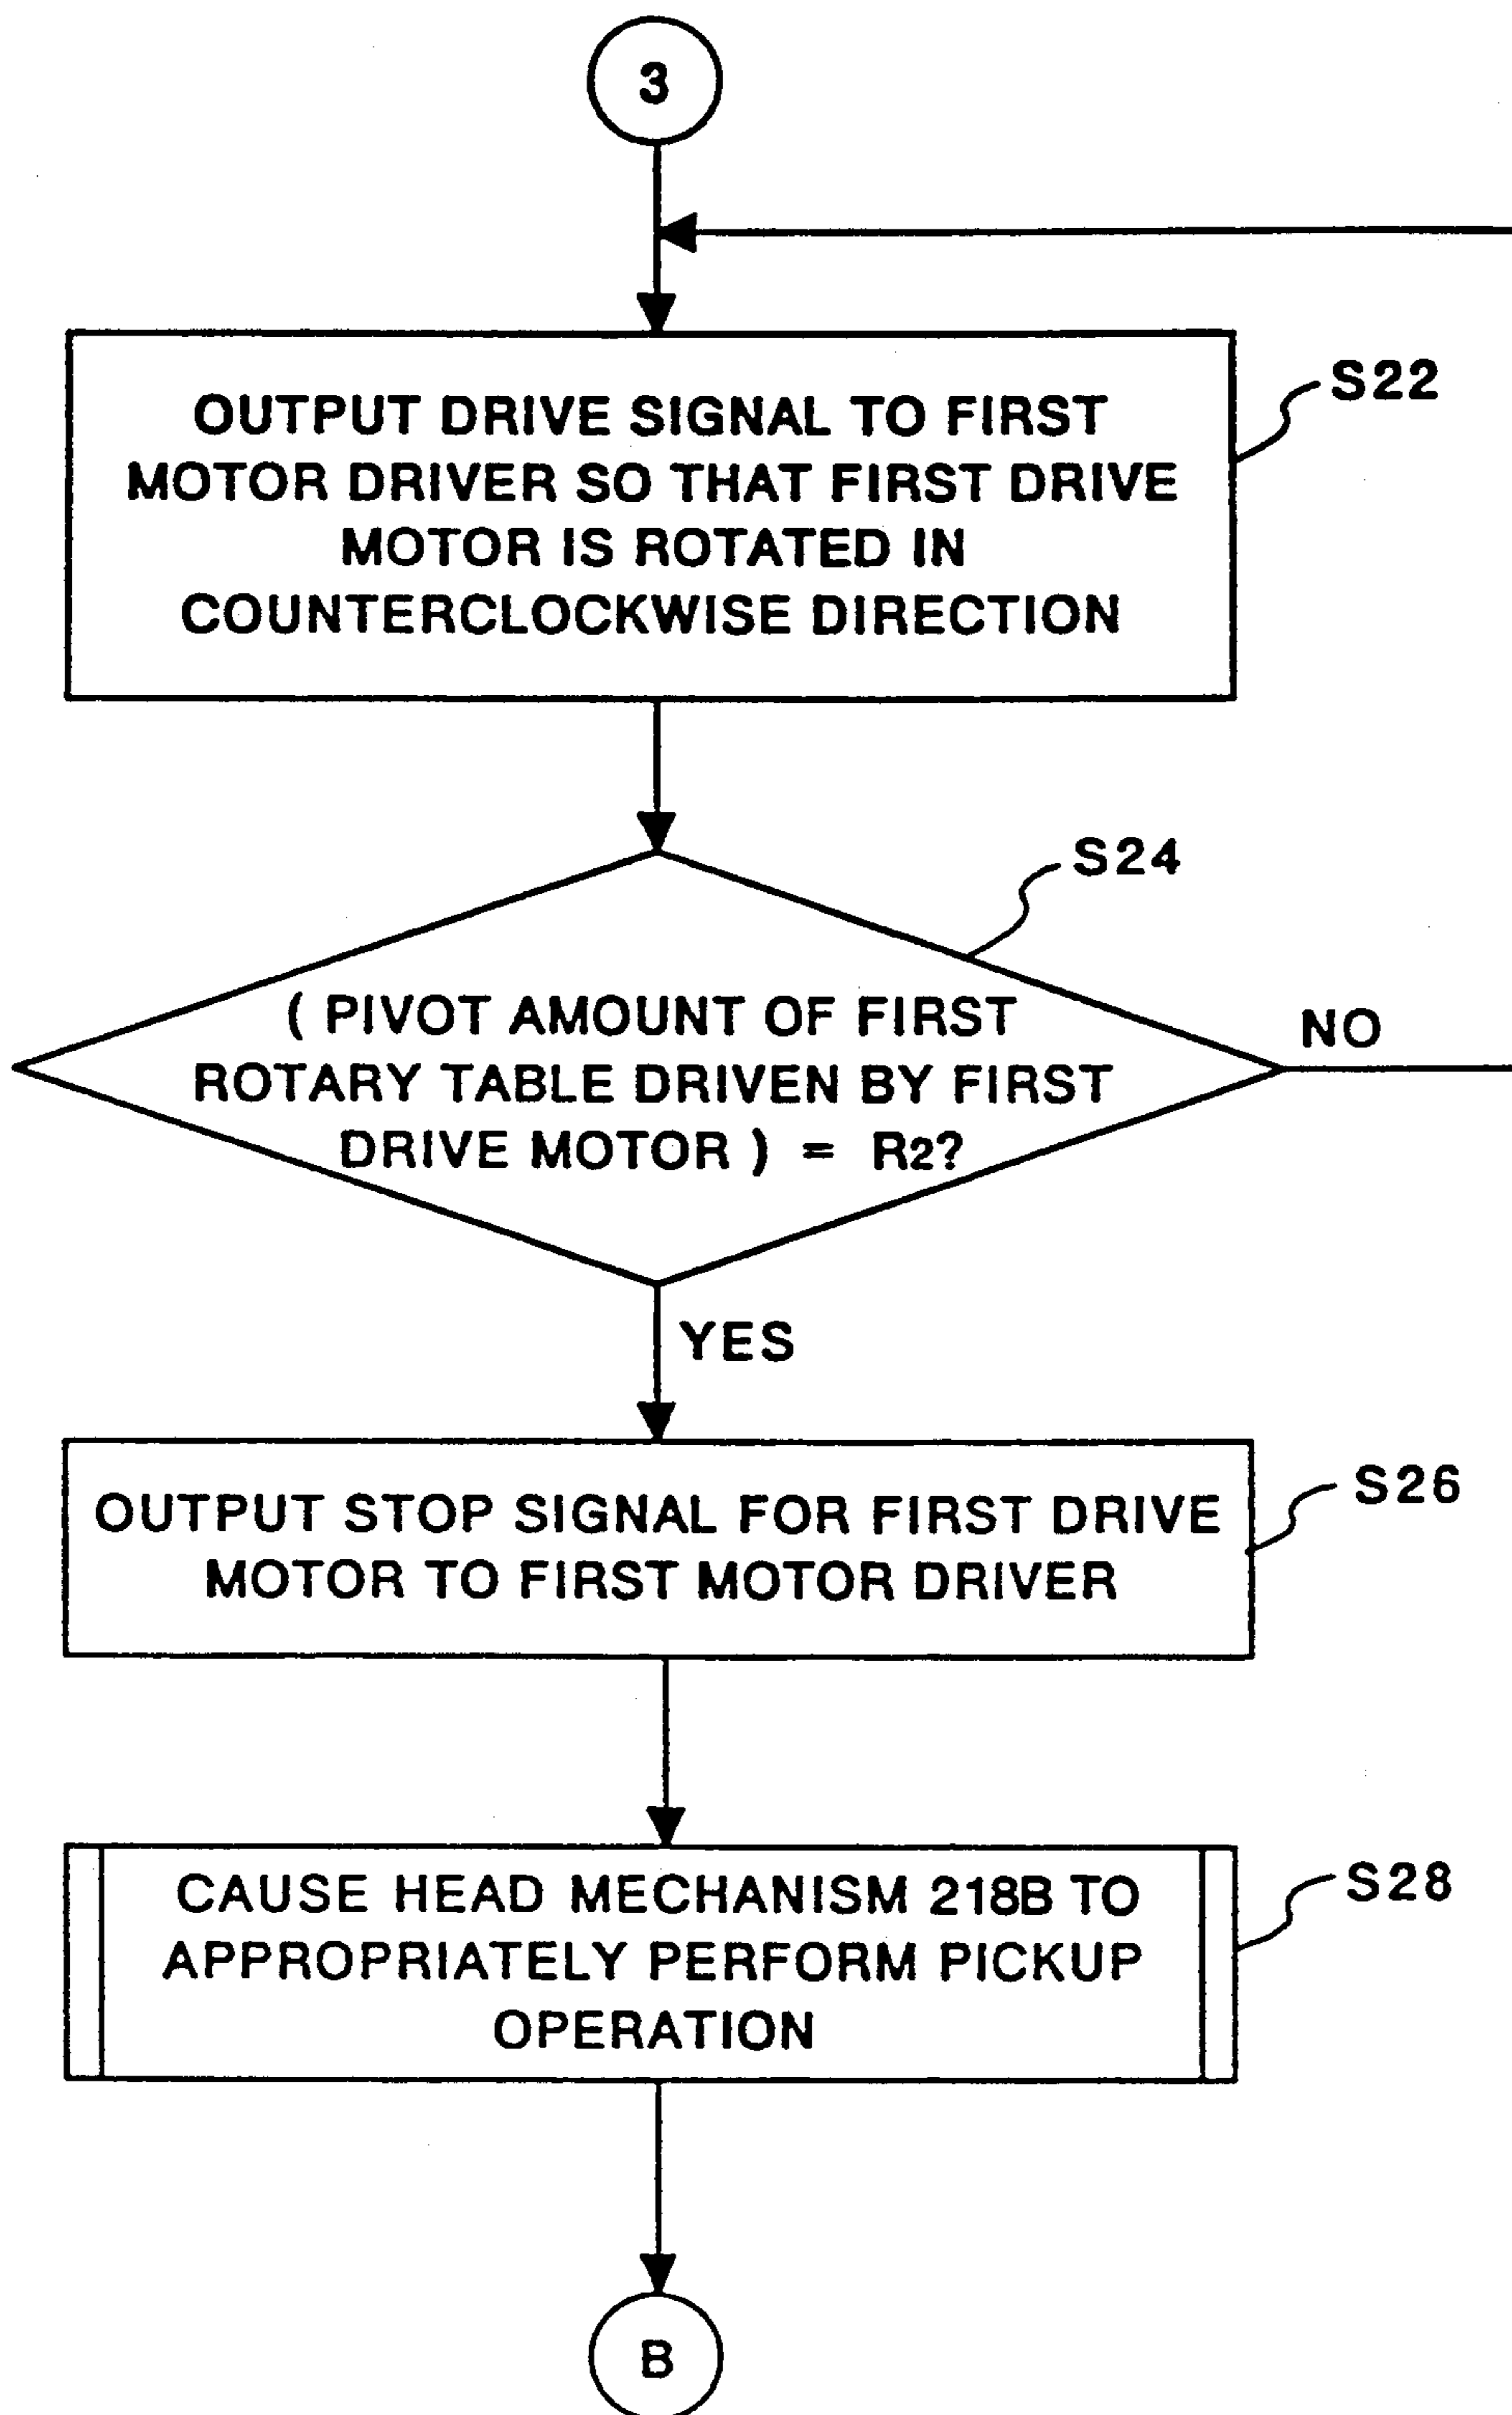 3
OUTPUT DRIVE SIGNAL TO FIRST
MOTOR DRIVER SO THAT FIRST DRIVE
MOTOR IS ROTATED IN
COUNTERCLOCKWISE DIRECTION
S22
S24
( PIVOT AMOUNT OF FIRST
ROTARY TABLE DRIVEN BY FIRST
DRIVE MOTOR ) = R2?
NO
YES
OUTPUT STOP SIGNAL FOR FIRST DRIVE
MOTOR TO FIRST MOTOR DRIVER
S26
CAUSE HEAD MECHANISM 218B TO
APPROPRIATELY PERFORM PICKUP
OPERATION
S28
B